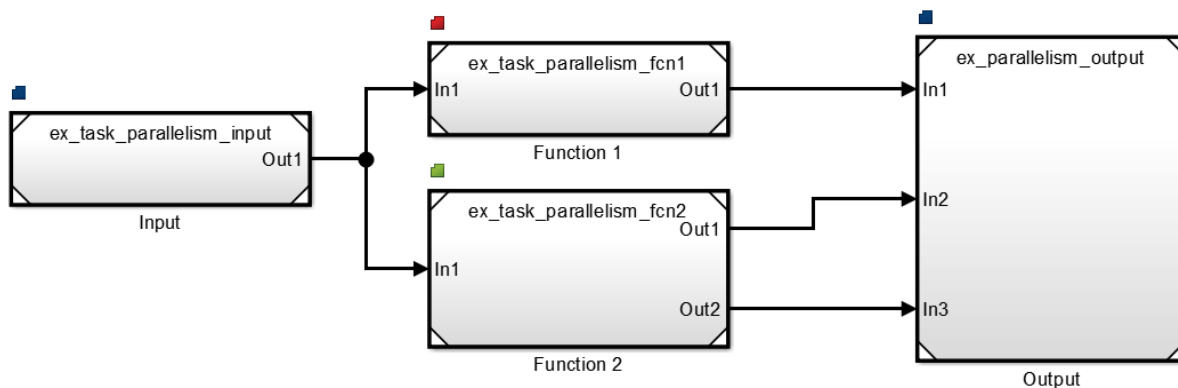 ex_task_parallelism_input
Out1
Input
ex_task_parallelism_fcn1
In1
Out1
Function 1
ex_task_parallelism_fcn2
Out1
In1
Out2
Function 2
ex_parallelism_output
In1
In2
In3
Output